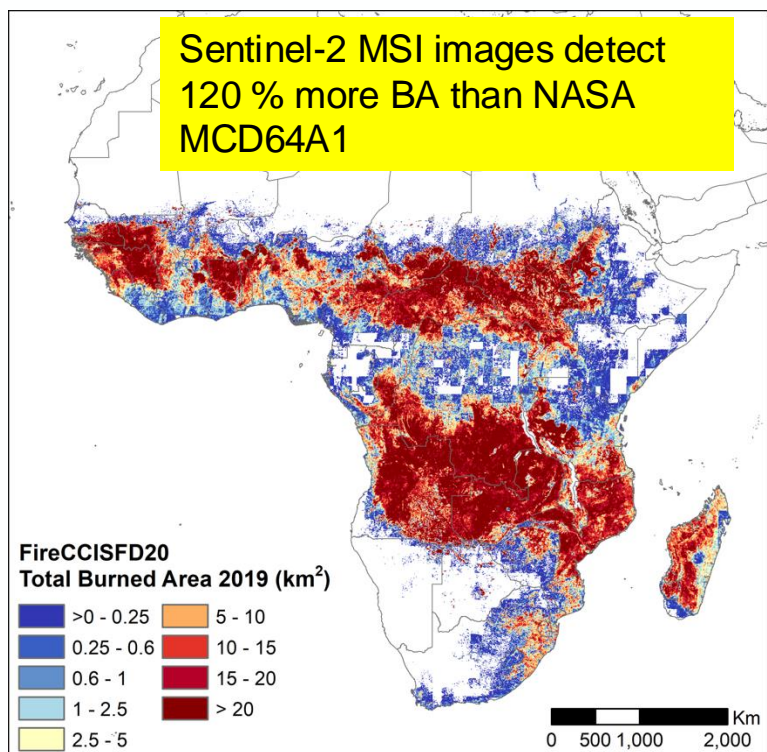 Sentinel-2 MSI images detect
120 % more BA than NASA
MCD64A1
FireCCISFD20
Total Burned Area 2019 (km²)
>0 - 0.25
0.25 - 0.6
0.6 - 1
1 - 2.5
2.5 - 5
5 - 10
10 - 15
15 - 20
> 20
Km
0 500 1,000 2,000